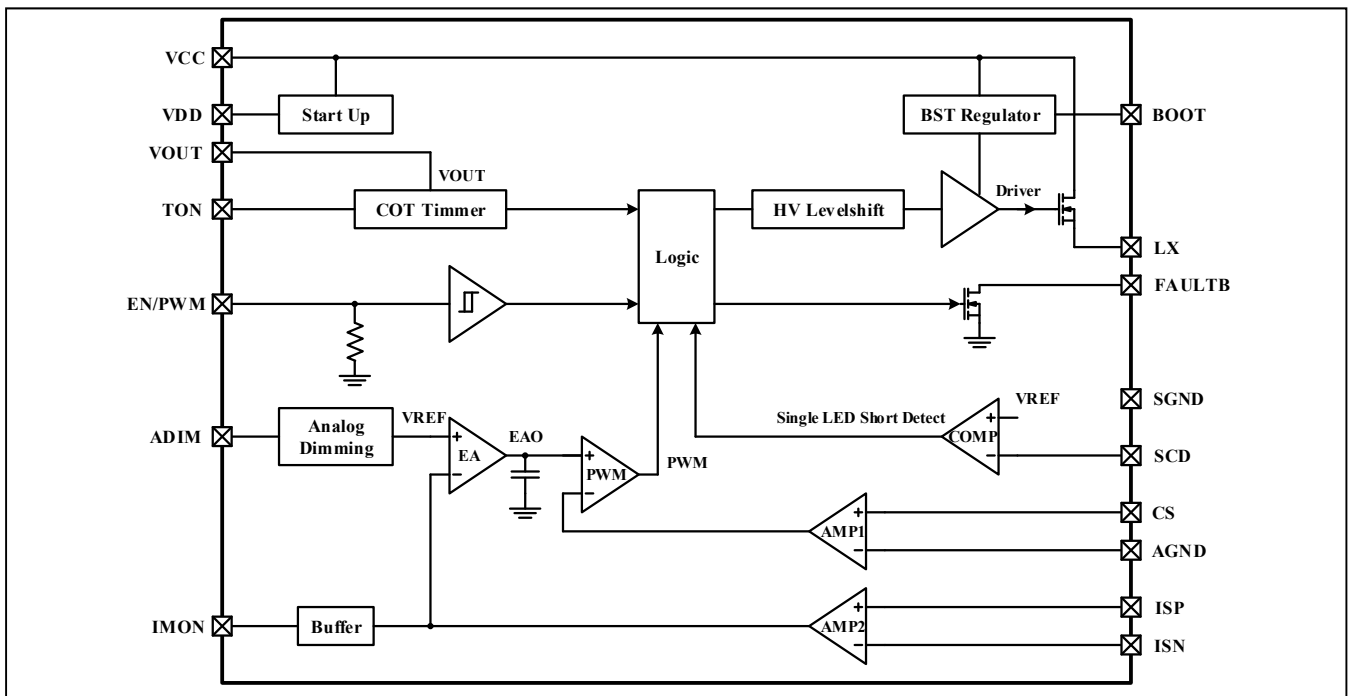 VCC
VDD
Start Up
BST Regulator
BOOT
VOUT
VOUT
TON
COT Timmer
HV Levelshift
Driver
Logic
LX
FAULTB
EN/PWM
SGND
Single LED Short Detect
+
COMP
−
VREF
SCD
ADIM
Analog
Dimming
VREF
+
EA
−
EAO
+
PWM
−
PWM
+
AMP1
−
CS
AGND
IMON
Buffer
+
AMP2
−
ISP
ISN